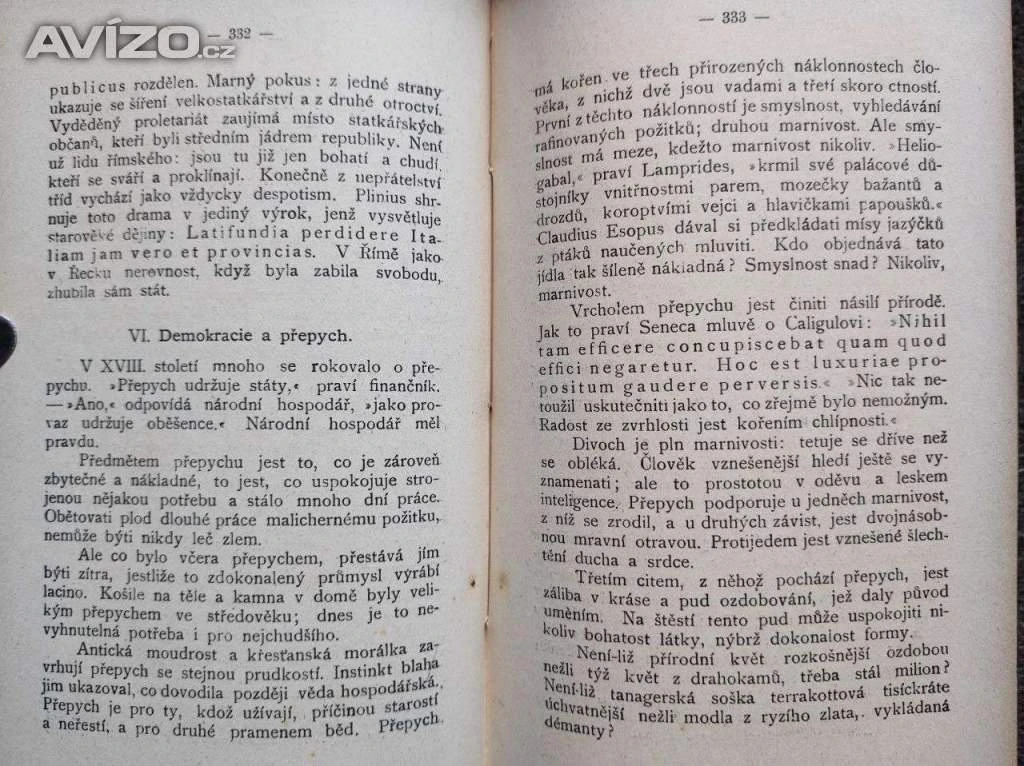 AVÍZO.cz
— 332 —
publicus rozdělen. Marný pokus: z jedné strany
ukazuje se šíření velkostatkářství a z druhé otroctví.
Vyděděný proletariát zaujímá místo statkářských
občanů, kteří byli středním jádrem republiky. Není
už lidu římského: jsou tu již jen bohatí a chudí,
kteří se sváří a proklínají. Konečně z nepřátelství
tříd vychází jako vždycky despotism. Plinius shr-
nuje toto drama v jediný výrok, jenž vysvětluje
starověké dějiny: Latifundia perdidere Ita-
liam jam vero et provincias. V Římě jako
v Řecku nerovnost, když byla zabila svobodu,
zhubila sám stát.
VI. Demokracie a přepych.
V XVIII. století mnoho se rokovalo o pře-
pychu. »Přepych udržuje státy,« praví finančník.
—»Ano,« odpovídá národní hospodář, »jako pro-
vaz udržuje oběšence.« Národní hospodář měl
pravdu.
Předmětem přepychu jest to, co je zároveň
zbytečné a nákladné, to jest, co uspokojuje stro-
jenou nějakou potřebu a stálo mnoho dní práce.
Obětovati plod dlouhé práce malichernému požitku,
nemůže býti nikdy leč zlem.
Ale co bylo včera přepychem, přestává jím
býti zítra, jestliže to zdokonalený průmysl vyrábí
lacino. Košile na těle a kamna v domě byly veli-
kým přepychem ve středověku; dnes je to ne-
vyhnutelná potřeba i pro nejchudšího.
Antická moudrost a křesťanská morálka za-
vrhují přepych se stejnou prudkostí. Instinkt blaha
jim ukazoval, co dovodila později věda hospodářská.
Přepych je pro ty, kdož užívají, příčinou starostí
a neřestí, a pro druhé pramenem běd. Přepych
— 333 —
má kořen ve třech přirozených náklonnostech člo-
věka, z nichž dvě jsou vadami a třetí skoro ctností.
První z těchto náklonností je smyslnost, vyhledávání
rafinovaných požitků; druhou marnivost. Ale smy-
slnost má meze, kdežto marnivost nikoliv. »Helio-
gabal,« praví Lamprides, »krmil své palácové dů-
stojníky vnitřnostmi parem, mozečky bažantů a
drozdů, koroptvími vejci a hlavičkami papoušků.«
Claudius Esopus dával si předkládati mísy jazýčků
z ptáků naučených mluviti. Kdo objednává tato
jídla tak šíleně nákladná? Smyslnost snad? Nikoliv,
marnivost.
Vrcholem přepychu jest činiti násilí přírodě.
Jak to praví Seneca mluvě o Caligulovi: »Nihil
tam efficere concupiscebat quam quod
effici negaretur. Hoc est luxuriae pro-
positum gaudere perversis.« »Nic tak ne-
toužil uskutečniti jako to, co zřejmě bylo nemožným.
Radost ze zvrhlosti jest kořením chlípnosti.«
Divoch je pln marnivosti: tetuje se dříve než
se obléká. Člověk vznešenější hledí ještě se vy-
znamenati; ale to prostotou v oděvu a leskem
inteligence. Přepych podporuje u jedněch marnivost,
z níž se zrodil, a u druhých závist, jest dvojnásob-
nou mravní otravou. Protijedem jest vznešené šlech-
tění ducha a srdce.
Třetím citem, z něhož pochází přepych, jest
záliba v kráse a pud ozdobování, jež daly původ
uměním. Na štěstí tento pud může uspokojiti ni-
koliv bohatost látky, nýbrž dokonalost formy.
Není-liž přírodní květ rozkošnější ozdobou
nežli týž květ z drahokamů, třeba stál milion?
Není-liž tanagerská soška terrakottová tisíckráte
úchvatnější nežli modla z ryzího zlata, vykládaná
démanty?